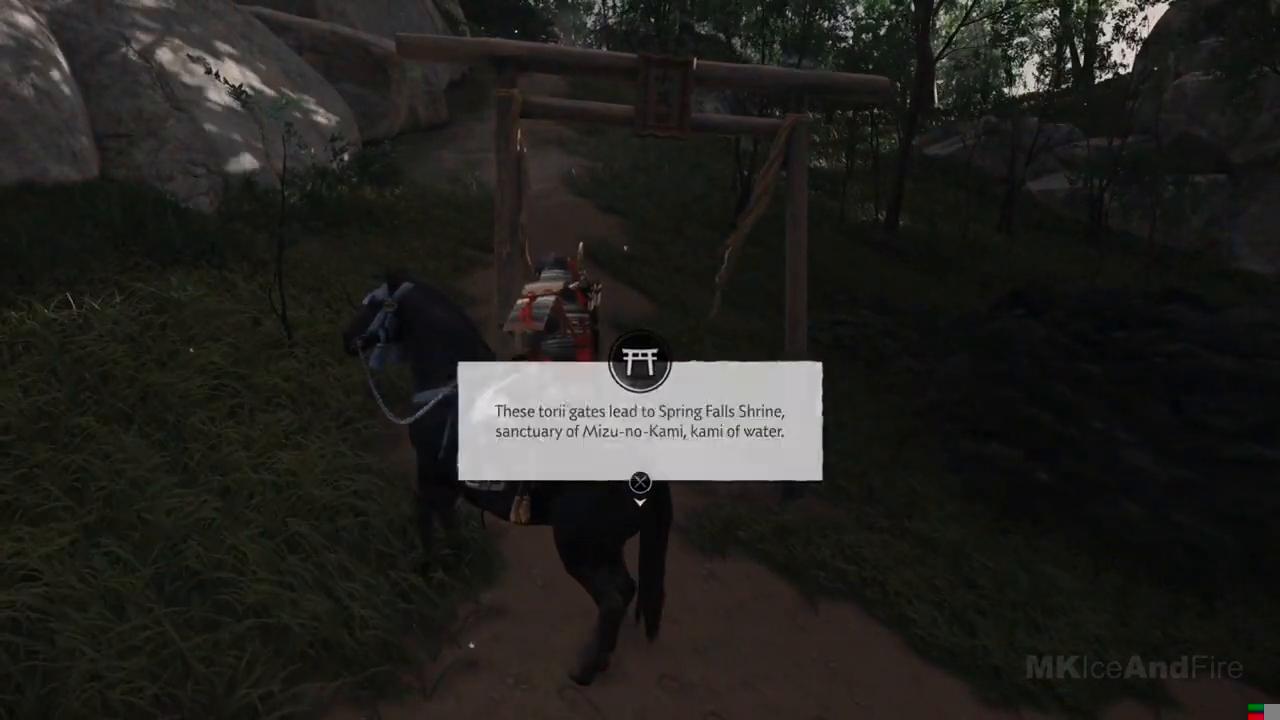 These torii gates lead to Spring Falls Shrine,
sanctuary of Mizu-no-Kami, kami of water.
MKIceAndFire